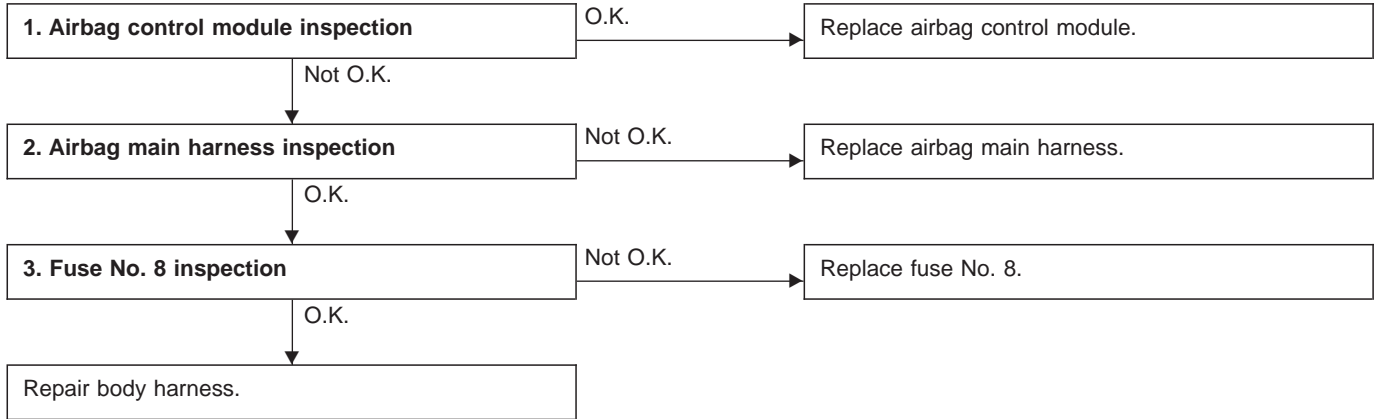 1. Airbag control module inspection
O.K.
Replace airbag control module.
Not O.K.
2. Airbag main harness inspection
Not O.K.
Replace airbag main harness.
O.K.
3. Fuse No. 8 inspection
Not O.K.
Replace fuse No. 8.
O.K.
Repair body harness.